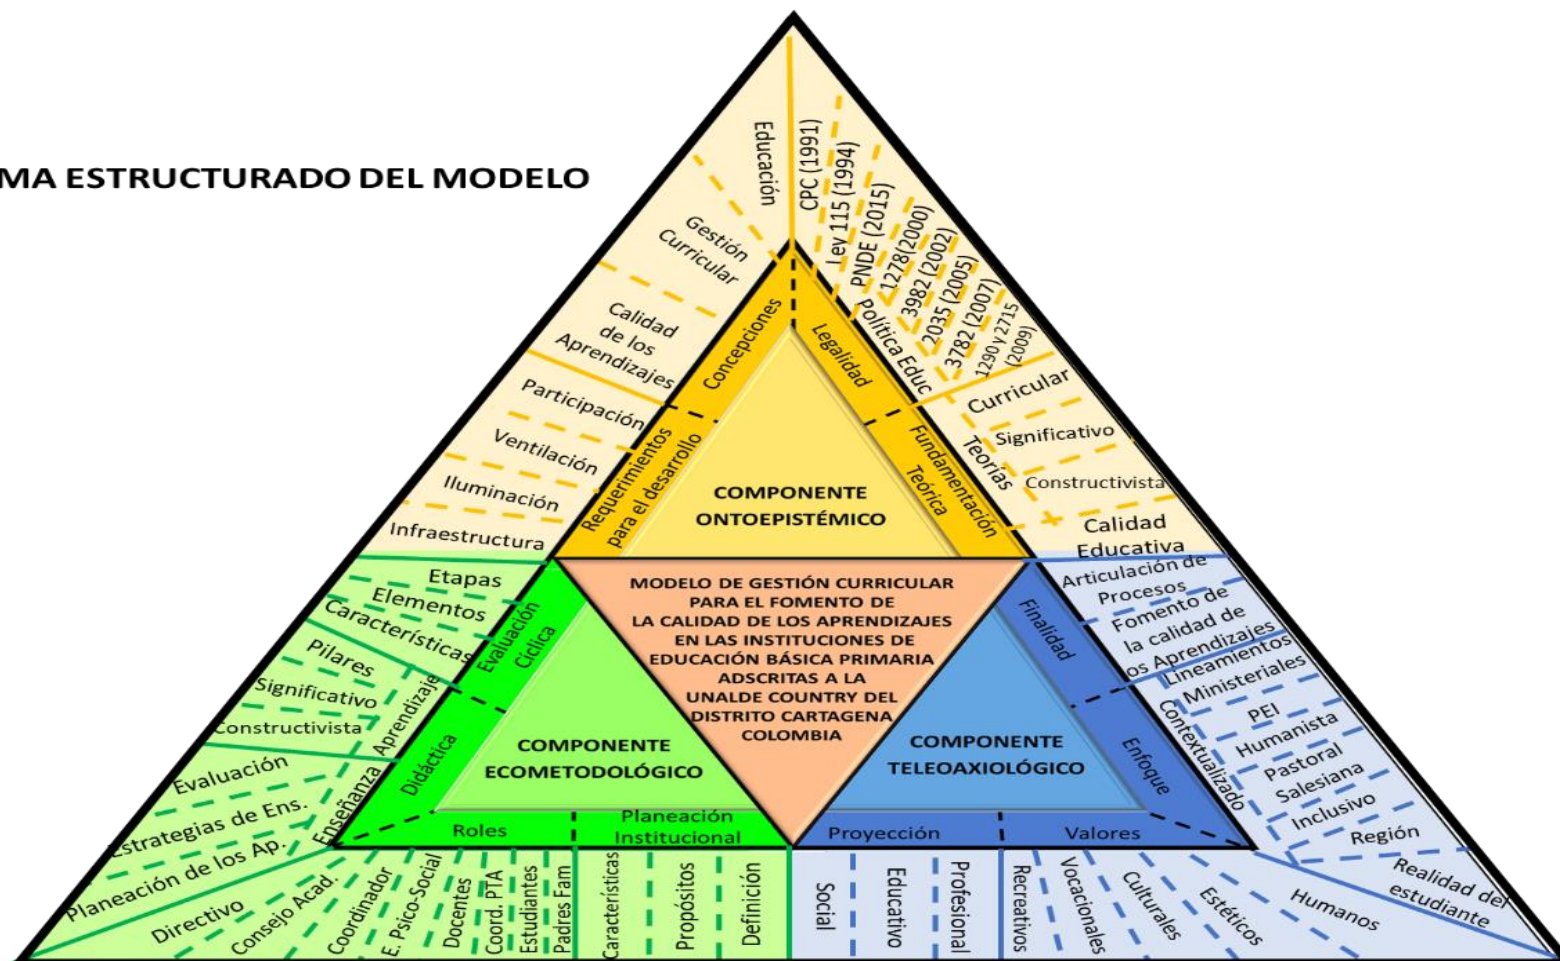 MA ESTRUCTURADO DEL MODELO
Educación
CPC (1991)
Ley 115 (1994)
PNDE (2015)
1278(2000)
3982 (2002)
2035 (2005)
3782 (2007)
1290 y 2715
(2009)
Política Educ
Gestión
Curricular
Calidad
de los
Aprendizajes
Concepciones
Legalidad
Participación
Ventilación
Iluminación
Infraestructura
Requerimientos
para el desarrollo
Fundamentación
Teórica
Teorías
Curricular
Significativo
Constructivista
Calidad
Educativa
COMPONENTE
ONTOEPISTÉMICO
MODELO DE GESTIÓN CURRICULAR
PARA EL FOMENTO DE
LA CALIDAD DE LOS APRENDIZAJES
EN LAS INSTITUCIONES DE
EDUCACIÓN BÁSICA PRIMARIA
ADSCRITAS A LA
UNALDE COUNTRY DEL
DISTRITO CARTAGENA
COLOMBIA
Etapas
Elementos
Características
Evaluación
Cíclica
Pilares
Significativo
Constructivista
Aprendizaje
Enseñanza
Evaluación
Estrategias de Ens.
Planeación de los Ap.
Didáctica
COMPONENTE
ECOMETODOLÓGICO
Roles
Planeación
Institucional
Directivo
Consejo Acad.
Coordinador
E. Psico-Social
Docentes
Coord. PTA
Estudiantes
Padres Fam
Características
Propósitos
Definición
Finalidad
Articulación de
Procesos
Fomento de
la calidad de
os Aprendizajes
Lineamientos
Ministeriales
PEI
Humanista
Pastoral
Salesiana
Inclusivo
Región
Contextualizado
Enfoque
COMPONENTE
TELEOAXIOLÓGICO
Proyección
Valores
Social
Educativo
Profesional
Recreativos
Vocacionales
Culturales
Estéticos
Humanos
Realidad del
estudiante